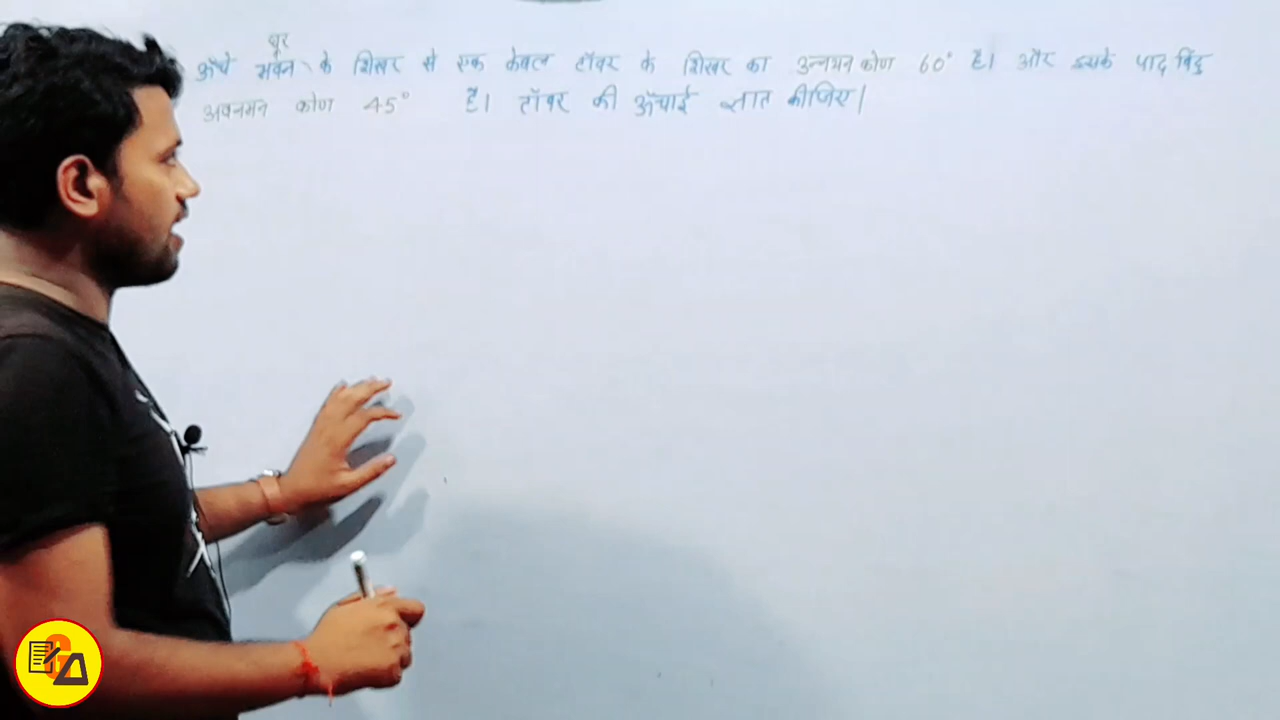 ऊँचे भवन के शिखर से एक केबल टॉवर के शिखर का उन्नयन कोण 60° है। और इसके पाद बिंदु
अवनमन कोण 45° है। टॉवर की ऊँचाई ज्ञात कीजिए।